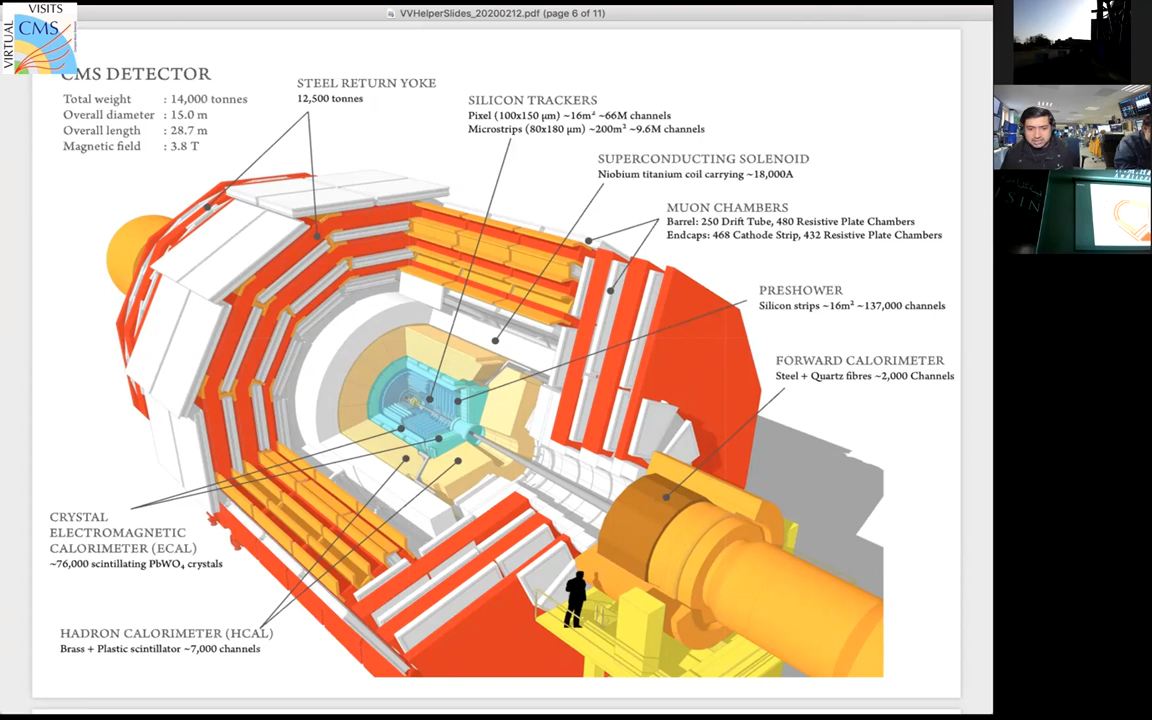 VVHelperSlides_20200212.pdf (page 6 of 11)
VIRTUAL
VISITS
CMS
CMS DETECTOR
Total weight : 14,000 tonnes
Overall diameter : 15.0 m
Overall length : 28.7 m
Magnetic field : 3.8 T
STEEL RETURN YOKE
12,500 tonnes
SILICON TRACKERS
Pixel (100x150 μm) ~16m² ~66M channels
Microstrips (80x180 μm) ~200m² ~9.6M channels
SUPERCONDUCTING SOLENOID
Niobium titanium coil carrying ~18,000A
MUON CHAMBERS
Barrel: 250 Drift Tube, 480 Resistive Plate Chambers
Endcaps: 468 Cathode Strip, 432 Resistive Plate Chambers
PRESHOWER
Silicon strips ~16m² ~137,000 channels
FORWARD CALORIMETER
Steel + Quartz fibres ~2,000 Channels
CRYSTAL
ELECTROMAGNETIC
CALORIMETER (ECAL)
~76,000 scintillating PbWO₄ crystals
HADRON CALORIMETER (HCAL)
Brass + Plastic scintillator ~7,000 channels